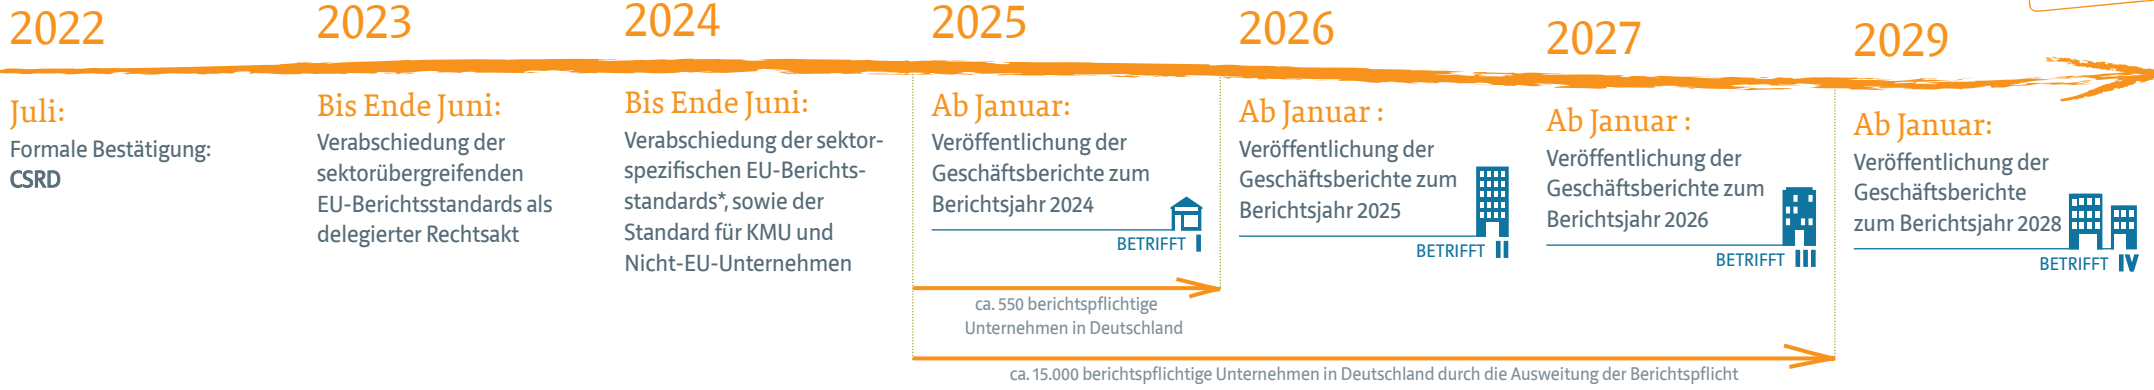 2022
Juli:
Formale Bestätigung:
CSRD
2023
Bis Ende Juni:
Verabschiedung der
sektorübergreifenden
EU-Berichtsstandards als
delegierter Rechtsakt
2024
Bis Ende Juni:
Verabschiedung der sektor-
spezifischen EU-Berichts-
standards*, sowie der
Standard für KMU und
Nicht-EU-Unternehmen
2025
Ab Januar:
Veröffentlichung der
Geschäftsberichte zum
Berichtsjahr 2024
BETRIFFT I
2026
Ab Januar :
Veröffentlichung der
Geschäftsberichte zum
Berichtsjahr 2025
BETRIFFT II
2027
Ab Januar :
Veröffentlichung der
Geschäftsberichte zum
Berichtsjahr 2026
BETRIFFT III
2029
Ab Januar:
Veröffentlichung der
Geschäftsberichte
zum Berichtsjahr 2028
BETRIFFT IV
ca. 550 berichtspflichtige
Unternehmen in Deutschland
ca. 15.000 berichtspflichtige Unternehmen in Deutschland durch die Ausweitung der Berichtspflicht